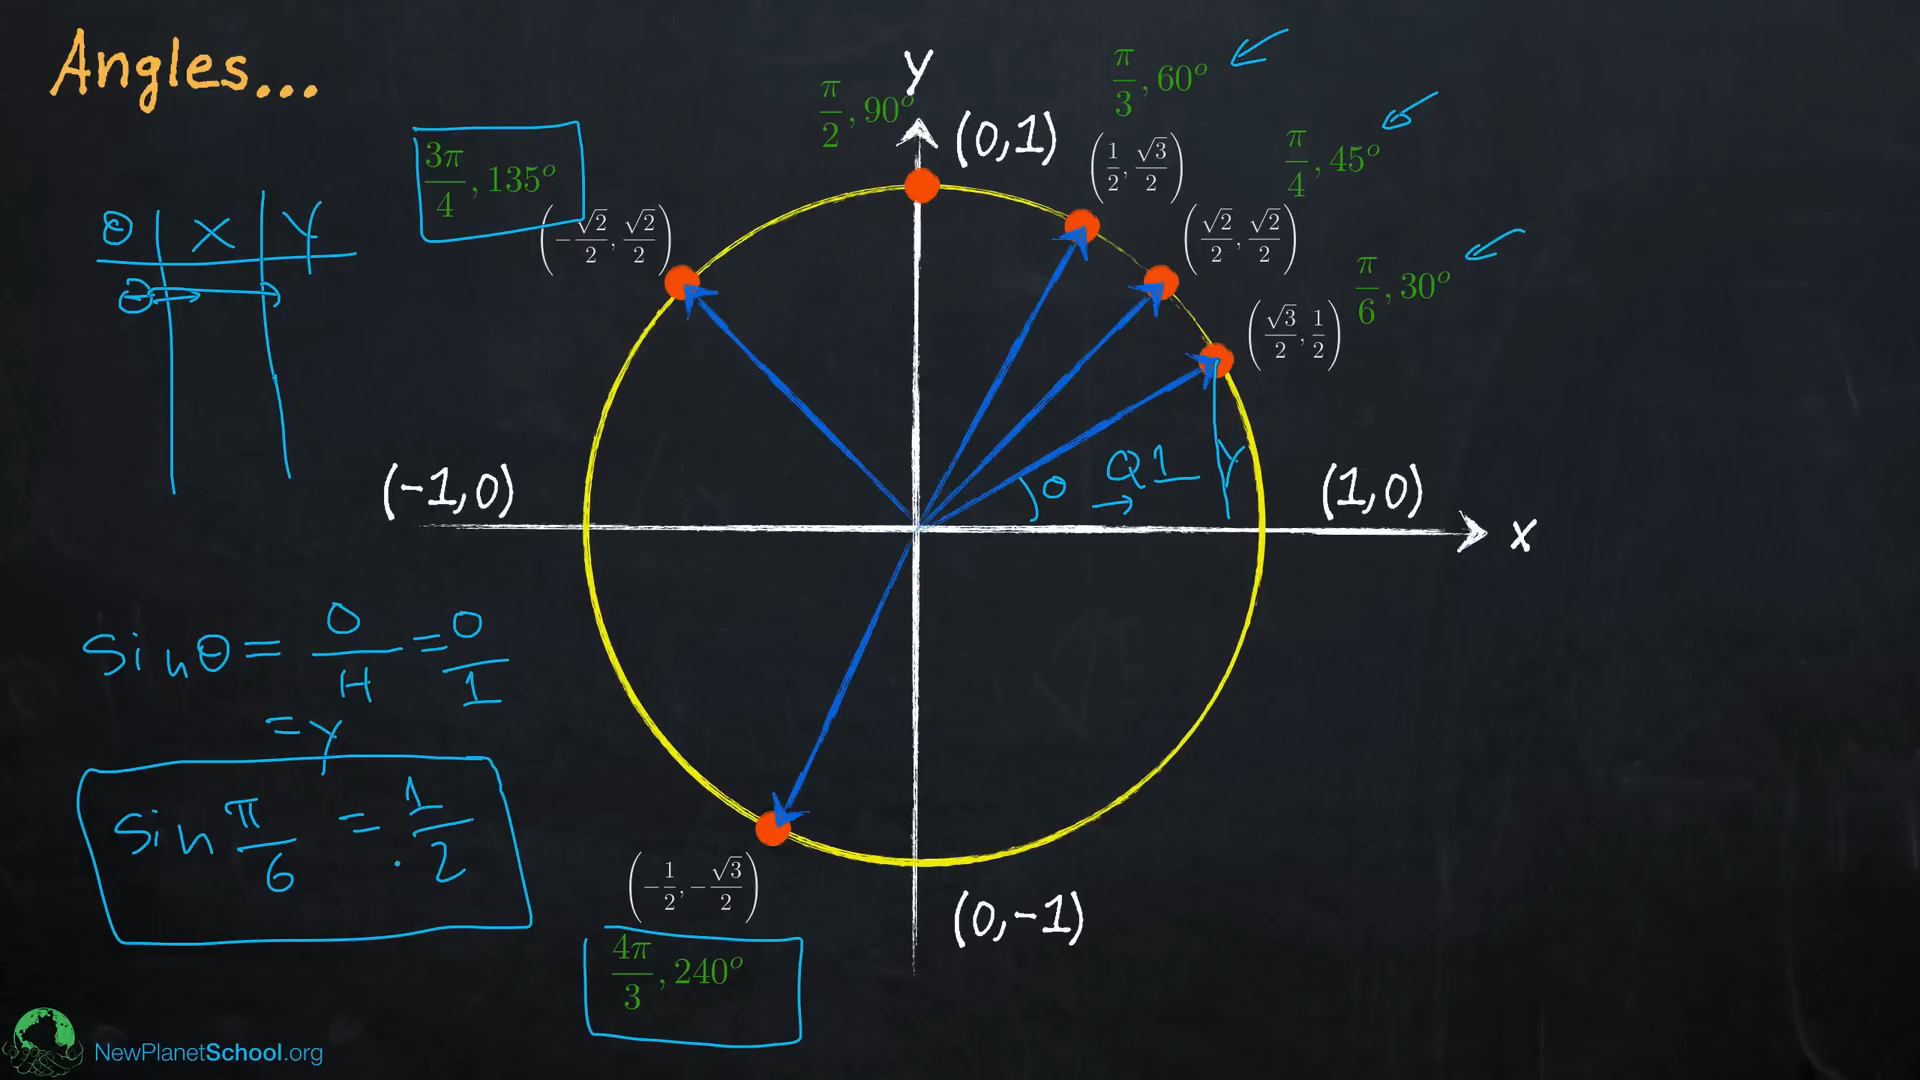 Angles...
y
π/3, 60°
π/2, 90°
(0,1)
(1/2, √3/2)
π/4, 45°
3π/4, 135°
(-√2/2, √2/2)
(√2/2, √2/2)
θ X Y
θ
π/6, 30°
(√3/2, 1/2)
(-1,0)
θ Q1 Y
(1,0)
x
Sin θ = O/H = O/1
= Y
Sin π/6 = 1/2
(-1/2, -√3/2)
(0,-1)
4π/3, 240°
NewPlanetSchool.org